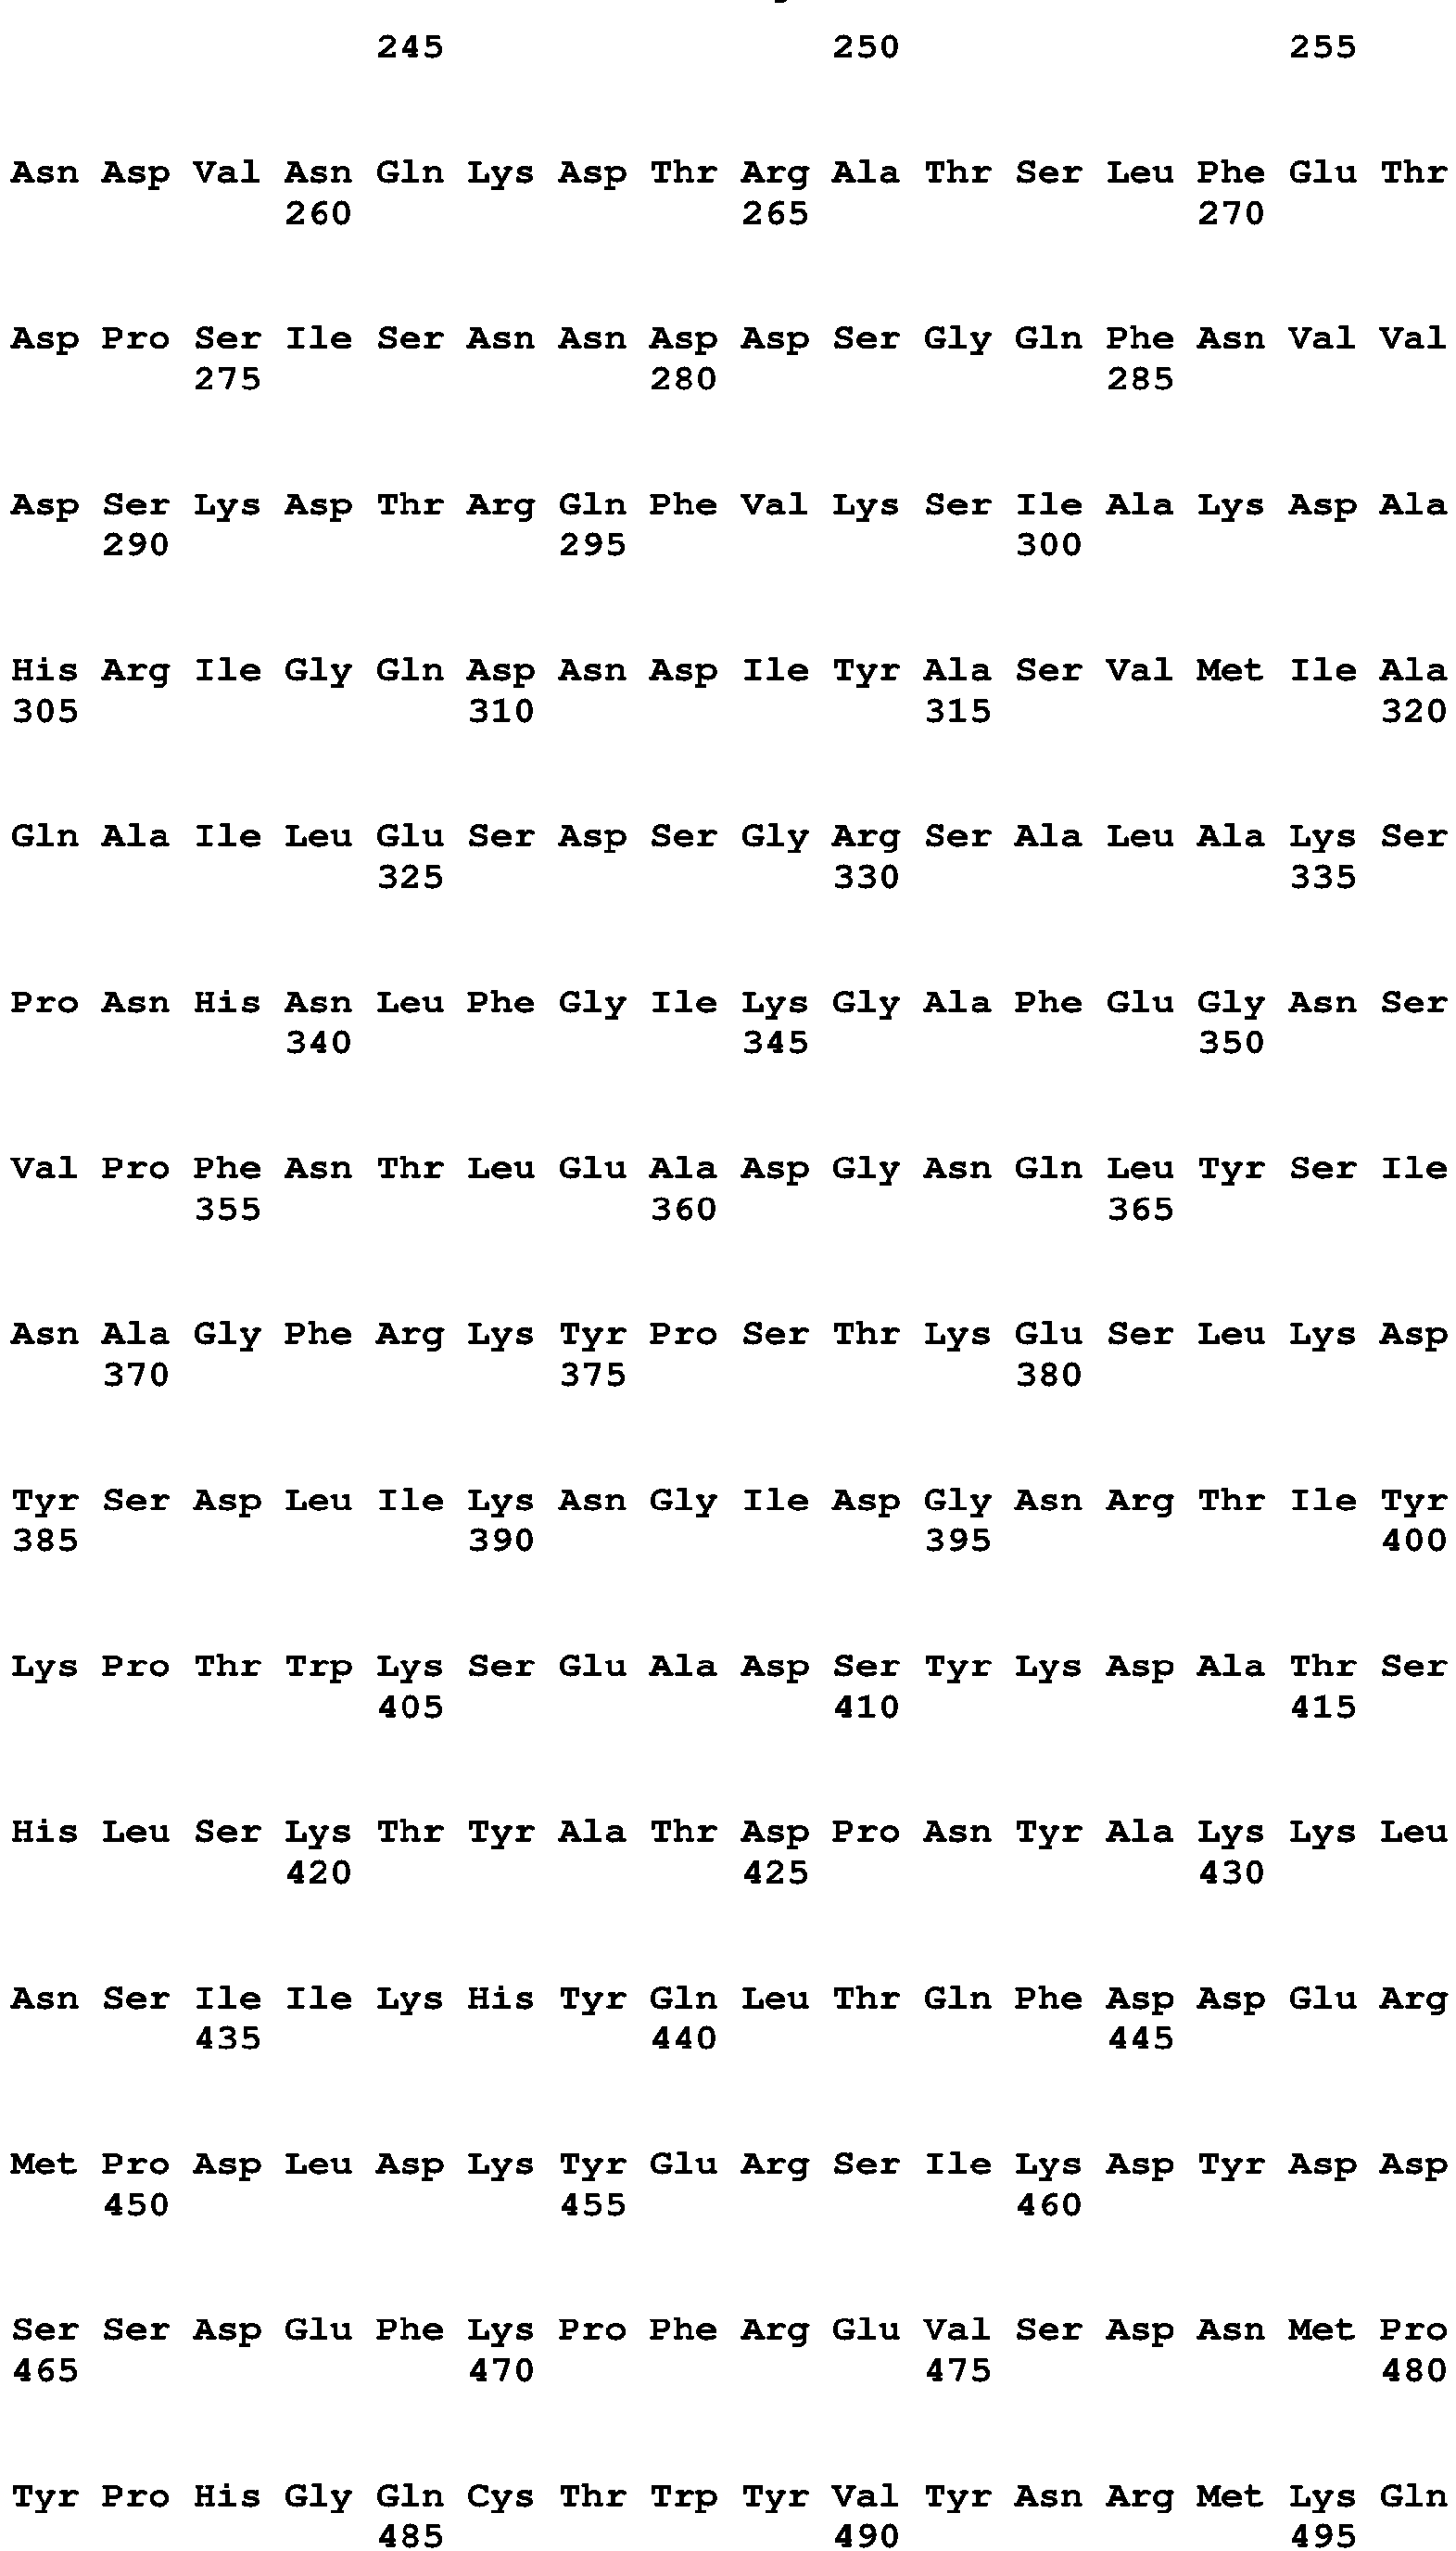 245 250 255
Asn Asp Val Asn Gln Lys Asp Thr Arg Ala Thr Ser Leu Phe Glu Thr
260 265 270
Asp Pro Ser Ile Ser Asn Asn Asp Asp Ser Gly Gln Phe Asn Val Val
275 280 285
Asp Ser Lys Asp Thr Arg Gln Phe Val Lys Ser Ile Ala Lys Asp Ala
290 295 300
His Arg Ile Gly Gln Asp Asn Asp Ile Tyr Ala Ser Val Met Ile Ala
305 310 315 320
Gln Ala Ile Leu Glu Ser Asp Ser Gly Arg Ser Ala Leu Ala Lys Ser
325 330 335
Pro Asn His Asn Leu Phe Gly Ile Lys Gly Ala Phe Glu Gly Asn Ser
340 345 350
Val Pro Phe Asn Thr Leu Glu Ala Asp Gly Asn Gln Leu Tyr Ser Ile
355 360 365
Asn Ala Gly Phe Arg Lys Tyr Pro Ser Thr Lys Glu Ser Leu Lys Asp
370 375 380
Tyr Ser Asp Leu Ile Lys Asn Gly Ile Asp Gly Asn Arg Thr Ile Tyr
385 390 395 400
Lys Pro Thr Trp Lys Ser Glu Ala Asp Ser Tyr Lys Asp Ala Thr Ser
405 410 415
His Leu Ser Lys Thr Tyr Ala Thr Asp Pro Asn Tyr Ala Lys Lys Leu
420 425 430
Asn Ser Ile Ile Lys His Tyr Gln Leu Thr Gln Phe Asp Asp Glu Arg
435 440 445
Met Pro Asp Leu Asp Lys Tyr Glu Arg Ser Ile Lys Asp Tyr Asp Asp
450 455 460
Ser Ser Asp Glu Phe Lys Pro Phe Arg Glu Val Ser Asp Asn Met Pro
465 470 475 480
Tyr Pro His Gly Gln Cys Thr Trp Tyr Val Tyr Asn Arg Met Lys Gln
485 490 495